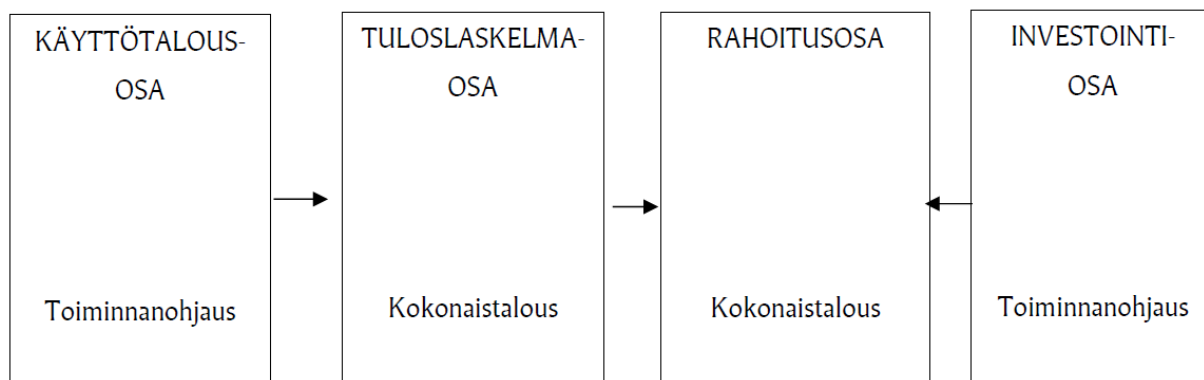 KÄYTTÖTALOUS-
OSA
Toiminnanohjaus
TULOSLASKELMA-
OSA
Kokonaistalous
RAHOITUSOSA
Kokonaistalous
INVESTOINTI-
OSA
Toiminnanohjaus